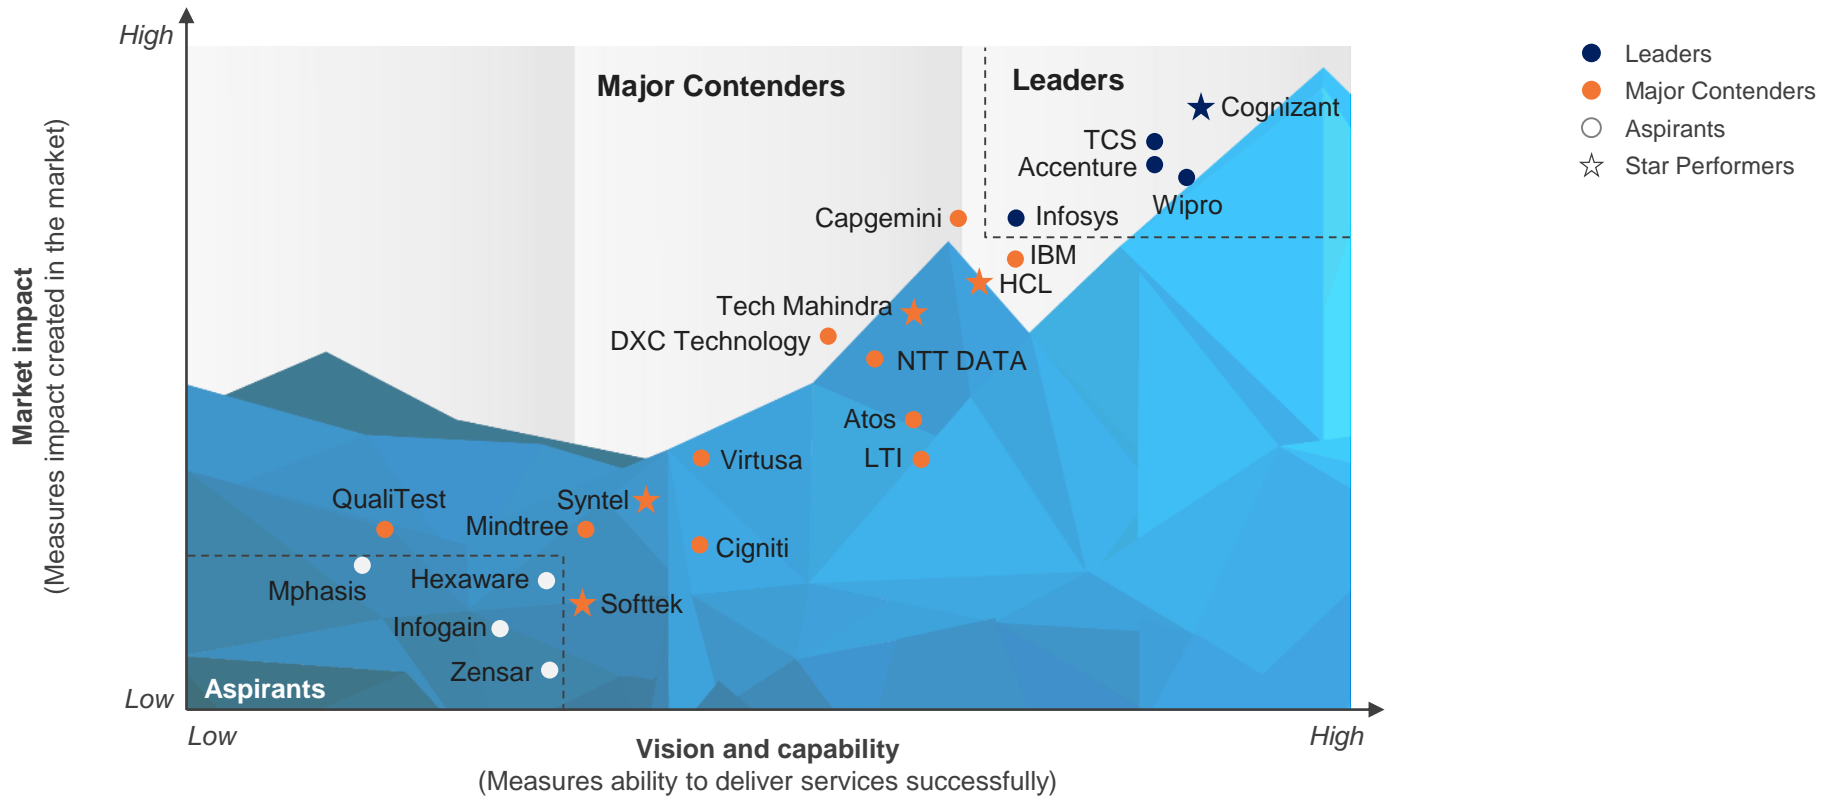 High
Market impact
(Measures impact created in the market)
Major Contenders
Leaders
Cognizant
TCS
Accenture
Wipro
Capgemini
Infosys
IBM
HCL
Tech Mahindra
DXC Technology
NTT DATA
Atos
LTI
Virtusa
QualiTest
Syntel
Mindtree
Cigniti
Mphasis
Hexaware
Softtek
Infogain
Zensar
Aspirants
Low
Low
High
Vision and capability
(Measures ability to deliver services successfully)
Leaders
Major Contenders
Aspirants
Star Performers